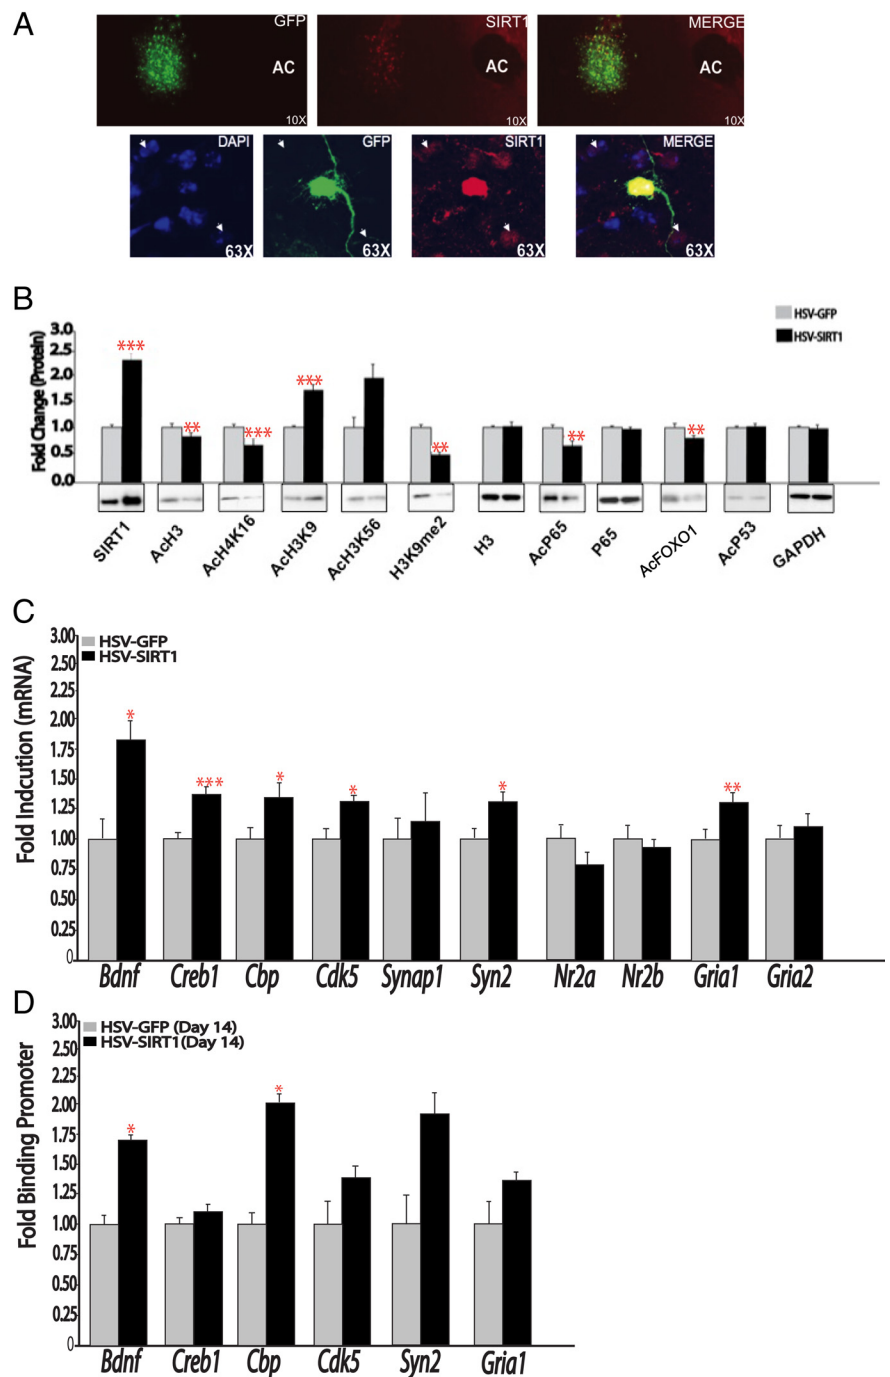 A
GFP
AC
10X
SIRT1
AC
10X
MERGE
AC
10X
DAPI
63X
GFP
63X
SIRT1
63X
MERGE
63X
B
HSV-GFP
HSV-SIRT1
Fold Change (Protein)
3.0
2.5
2.0
1.5
1.0
0.5
0.0
***
**
***
***
**
**
**
SIRT1
AcH3
AcH4K16
AcH3K9
AcH3K56
H3K9me2
H3
AcP65
P65
AcFOXO1
AcP53
GAPDH
C
HSV-GFP
HSV-SIRT1
Fold Indcution (mRNA)
3.00
2.50
2.25
2.00
1.75
1.50
1.25
1.00
0.75
0.50
0.25
0
*
***
*
*
*
**
Bdnf Creb1 Cbp Cdk5 Synap1 Syn2 Nr2a Nr2b Gria1 Gria2
D
HSV-GFP (Day 14)
HSV-SIRT1(Day 14)
Fold Binding Promoter
3.00
2.50
2.25
2.00
1.75
1.50
1.25
1.00
0.75
0.50
0.25
0
*
*
Bdnf Creb1 Cbp Cdk5 Syn2 Gria1